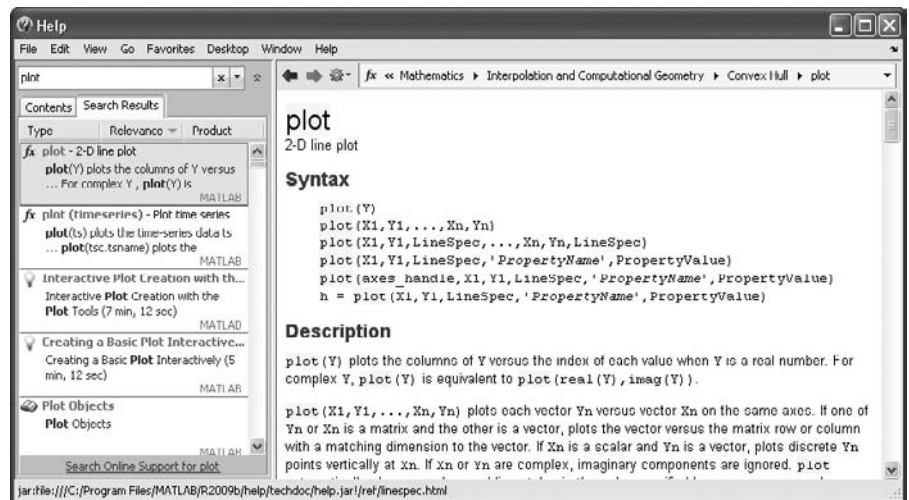 Help
File Edit View Go Favorites Desktop Window Help
plot
fx « Mathematics ▸ Interpolation and Computational Geometry ▸ Convex Hull ▸ plot
Contents Search Results
Type Relevance Product
fx plot - 2-D line plot
plot(Y) plots the columns of Y versus
... For complex Y , plot(Y) is
MATLAB
fx plot (timeseries) - Plot time series
plot(ts) plots the time-series data ts
... plot(tsc.tsname) plots the
MATLAB
Interactive Plot Creation with th...
Interactive Plot Creation with the
Plot Tools (7 min, 12 sec)
MATLAB
Creating a Basic Plot Interactive...
Creating a Basic Plot Interactively (5
min, 12 sec)
MATLAB
Plot Objects
Plot Objects
MATLAB
Search Online Support for plot
plot
2-D line plot
Syntax
plot(Y)
plot(X1,Y1,...,Xn,Yn)
plot(X1,Y1,LineSpec,...,Xn,Yn,LineSpec)
plot(X1,Y1,LineSpec,'PropertyName',PropertyValue)
plot(axes_handle,X1,Y1,LineSpec,'PropertyName',PropertyValue)
h = plot(X1,Y1,LineSpec,'PropertyName',PropertyValue)
Description
plot(Y) plots the columns of Y versus the index of each value when Y is a real number. For
complex Y, plot(Y) is equivalent to plot(real(Y),imag(Y)).
plot(X1,Y1,...,Xn,Yn) plots each vector Yn versus vector Xn on the same axes. If one of
Yn or Xn is a matrix and the other is a vector, plots the vector versus the matrix row or column
with a matching dimension to the vector. If Xn is a scalar and Yn is a vector, plots discrete Yn
points vertically at Xn. If Xn or Yn are complex, imaginary components are ignored. plot
jar:file:///C:/Program Files/MATLAB/R2009b/help/techdoc/help.jar!/ref/linespec.html